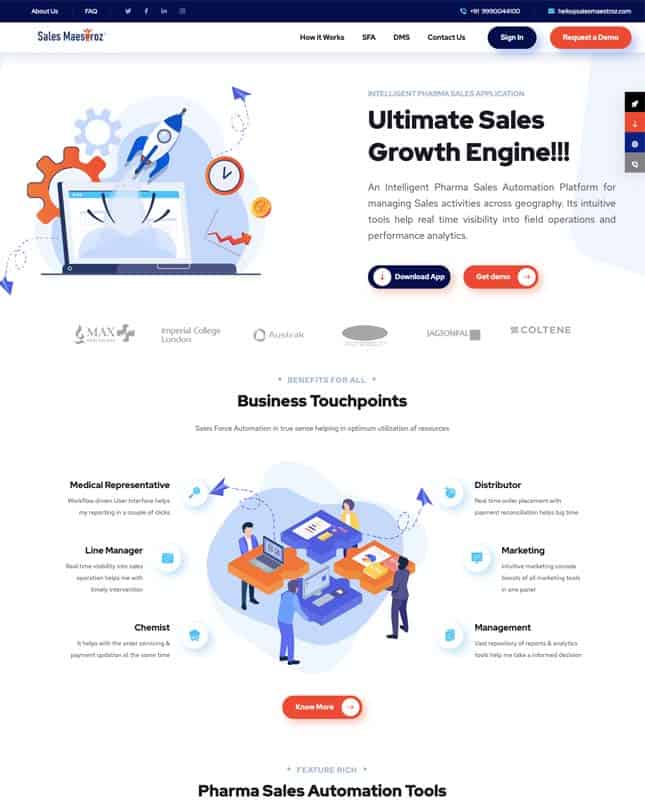 About Us
FAQ
+91 9990044100
hello@salesmaestroz.com
Sales Maestroz
How it Works
SFA
DMS
Contact Us
Sign In
Request a Demo
INTELLIGENT PHARMA SALES APPLICATION
Ultimate Sales
Growth Engine!!!
An Intelligent Pharma Sales Automation Platform for
managing Sales activities across geography. Its intuitive
tools help real time visibility into field operations and
performance analytics.
Download App
Get demo
MAX
HEALTHCARE
Imperial College
London
Austrak
JAGSONPAL
COLTENE
BENEFITS FOR ALL
Business Touchpoints
Sales Force Automation in true sense helping in optimum utilization of resources
Medical Representative
Workflow driven User Interface helps
my reporting in a couple of clicks
Line Manager
Real time visibility into sales
operation helps me with
timely intervention
Chemist
It helps with the order servicing &
payment updation at the same time
Distributor
Real time order placement with
payment reconciliation helps big time
Marketing
Intuitive marketing console
boosts of all marketing tools
in one panel
Management
Vast repository of reports & analytics
tools help me take a informed decision
Know More
FEATURE RICH
Pharma Sales Automation Tools